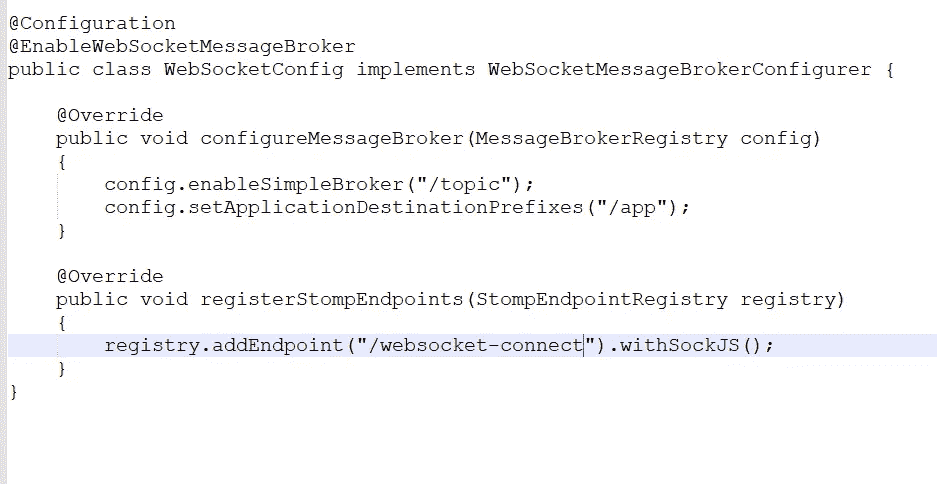 @Configuration
@EnableWebSocketMessageBroker
public class WebSocketConfig implements WebSocketMessageBrokerConfigurer {
@Override
public void configureMessageBroker(MessageBrokerRegistry config)
{
config.enableSimpleBroker("/topic");
config.setApplicationDestinationPrefixes("/app");
}
@Override
public void registerStompEndpoints(StompEndpointRegistry registry)
{
registry.addEndpoint("/websocket-connect").withSockJS();
}
}